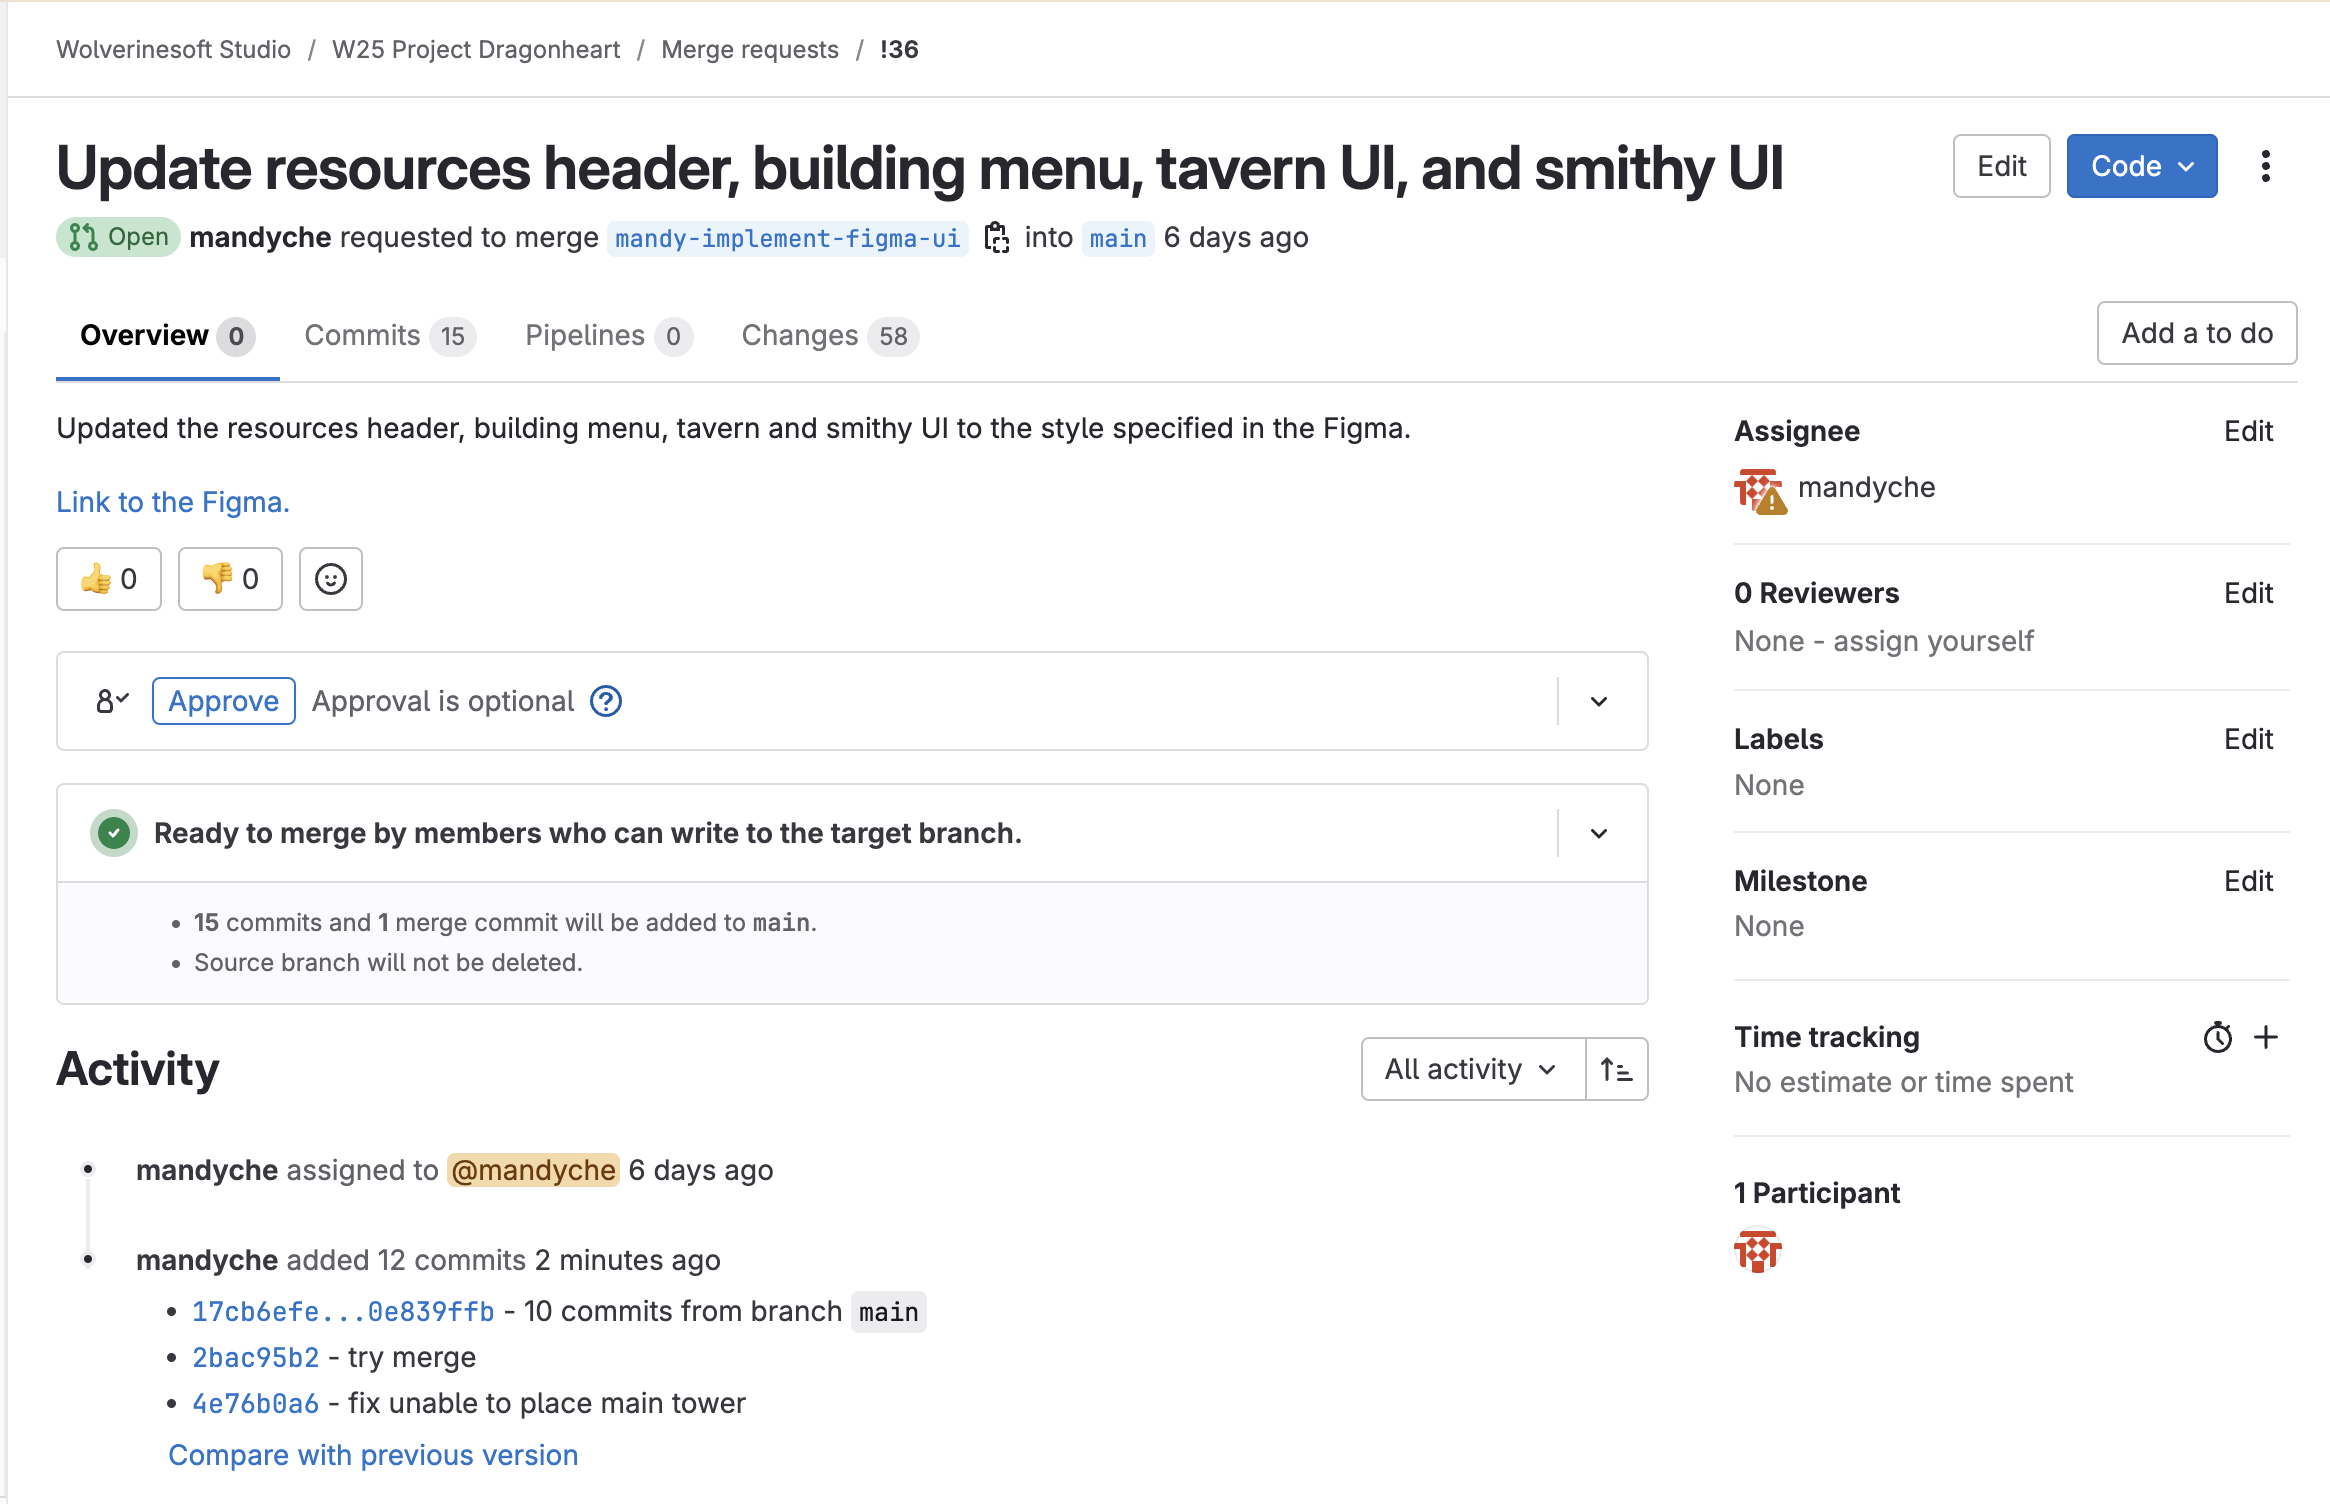 Wolverinesoft Studio / W25 Project Dragonheart / Merge requests / !36
Update resources header, building menu, tavern UI, and smithy UI
Edit
Code
Open mandyche requested to merge mandy-implement-figma-ui into main 6 days ago
Overview 0 Commits 15 Pipelines 0 Changes 58
Add a to do
Updated the resources header, building menu, tavern and smithy UI to the style specified in the Figma.
Link to the Figma.
👍 0 👎 0
Approve Approval is optional
Ready to merge by members who can write to the target branch.
• 15 commits and 1 merge commit will be added to main.
• Source branch will not be deleted.
Activity
All activity
mandyche assigned to @mandyche 6 days ago
mandyche added 12 commits 2 minutes ago
• 17cb6efe...0e839ffb - 10 commits from branch main
• 2bac95b2 - try merge
• 4e76b0a6 - fix unable to place main tower
Compare with previous version
Assignee Edit
mandyche
0 Reviewers Edit
None - assign yourself
Labels Edit
None
Milestone Edit
None
Time tracking
No estimate or time spent
1 Participant